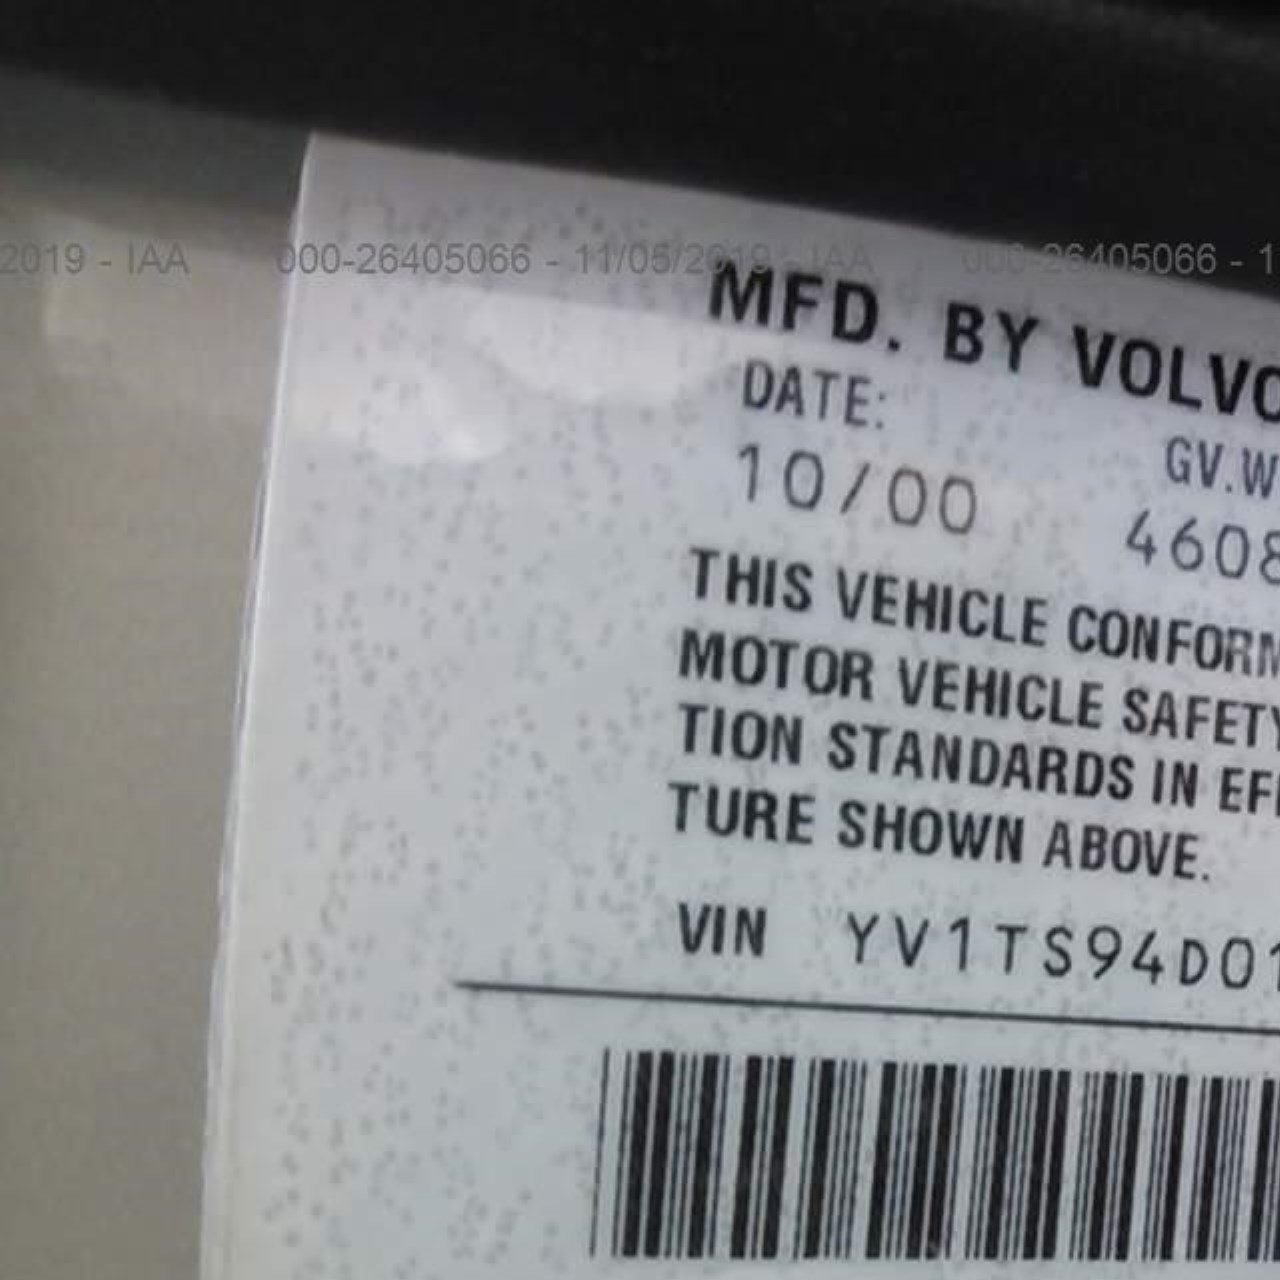 2019 - IAA 000-26405066 - 11/05/2019 - IAA 000-26405066 - 1
MFD. BY VOLVO
DATE:
GV.W
10/00
4608
THIS VEHICLE CONFORM
MOTOR VEHICLE SAFETY
TION STANDARDS IN EFF
TURE SHOWN ABOVE.
VIN YV1TS94D01